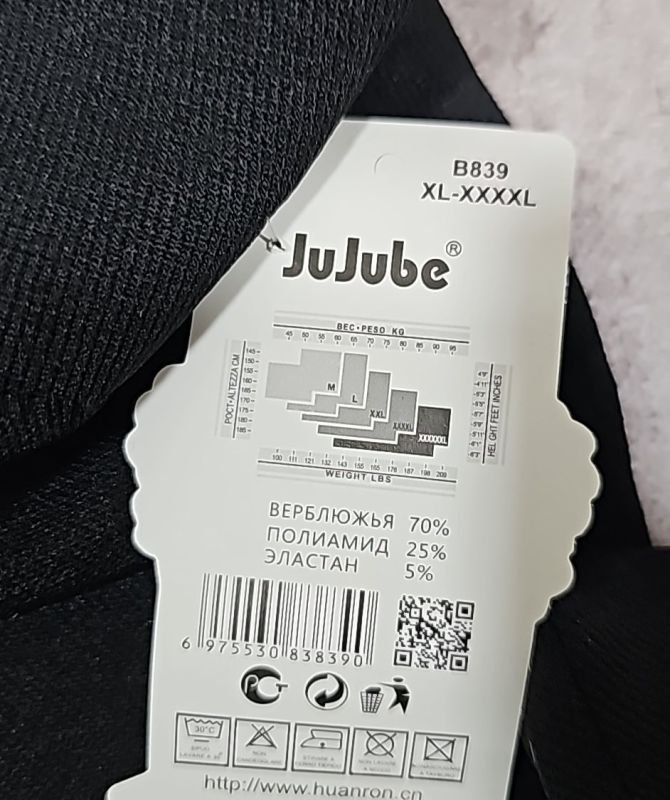 B839
XL-XXXXL
JuJube®
ВЕС·PESO KG
45 50 55 60 65 70 75 80 85 90 95
РОСТ·ALTEZZA CM
145
150
155
160
165
170
175
180
185
M
L
XXL
XXXXL
XXXXXXL
HEIGHT FEET INCHES
100 111 121 132 143 155 165 176 187 198 209
WEIGHT LBS
ВЕРБЛЮЖЬЯ 70%
ПОЛИАМИД 25%
ЭЛАСТАН 5%
6 975530 838390
РСТ
30°C
http://www.huanron.cn